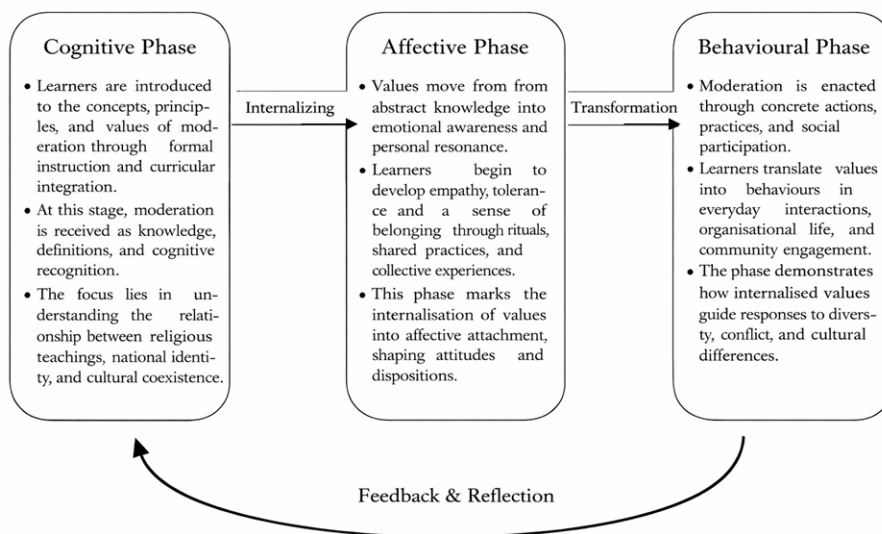 Cognitive Phase
• Learners are introduced
to the concepts, princip-
les, and values of mod-
eration through formal
instruction and curricular
integration.
• At this stage, moderation
is received as knowledge,
definitions, and cognitive
recognition.
• The focus lies in un-
derstanding the rela-
tionship between religious
teachings, national identi-
ty, and cultural coexistence.
Internalizing
Affective Phase
• Values move from from
abstract knowledge into
emotional awareness and
personal resonance.
• Learners begin to
develop empathy, toleran-
ce and a sense of
belonging through rituals,
shared practices, and
collective experiences.
• This phase marks the
internalisation of values
into affective attachment,
shaping attitudes and
dispositions.
Transformation
Behavioural Phase
• Moderation is enacted
through concrete actions,
practices, and social
participation.
• Learners translate values
into behaviours in
everyday interactions,
organisational life, and
community engagement.
• The phase demonstrates
how internalised values
guide responses to divers-
ty, conflict, and cultural
differences.
Feedback & Reflection